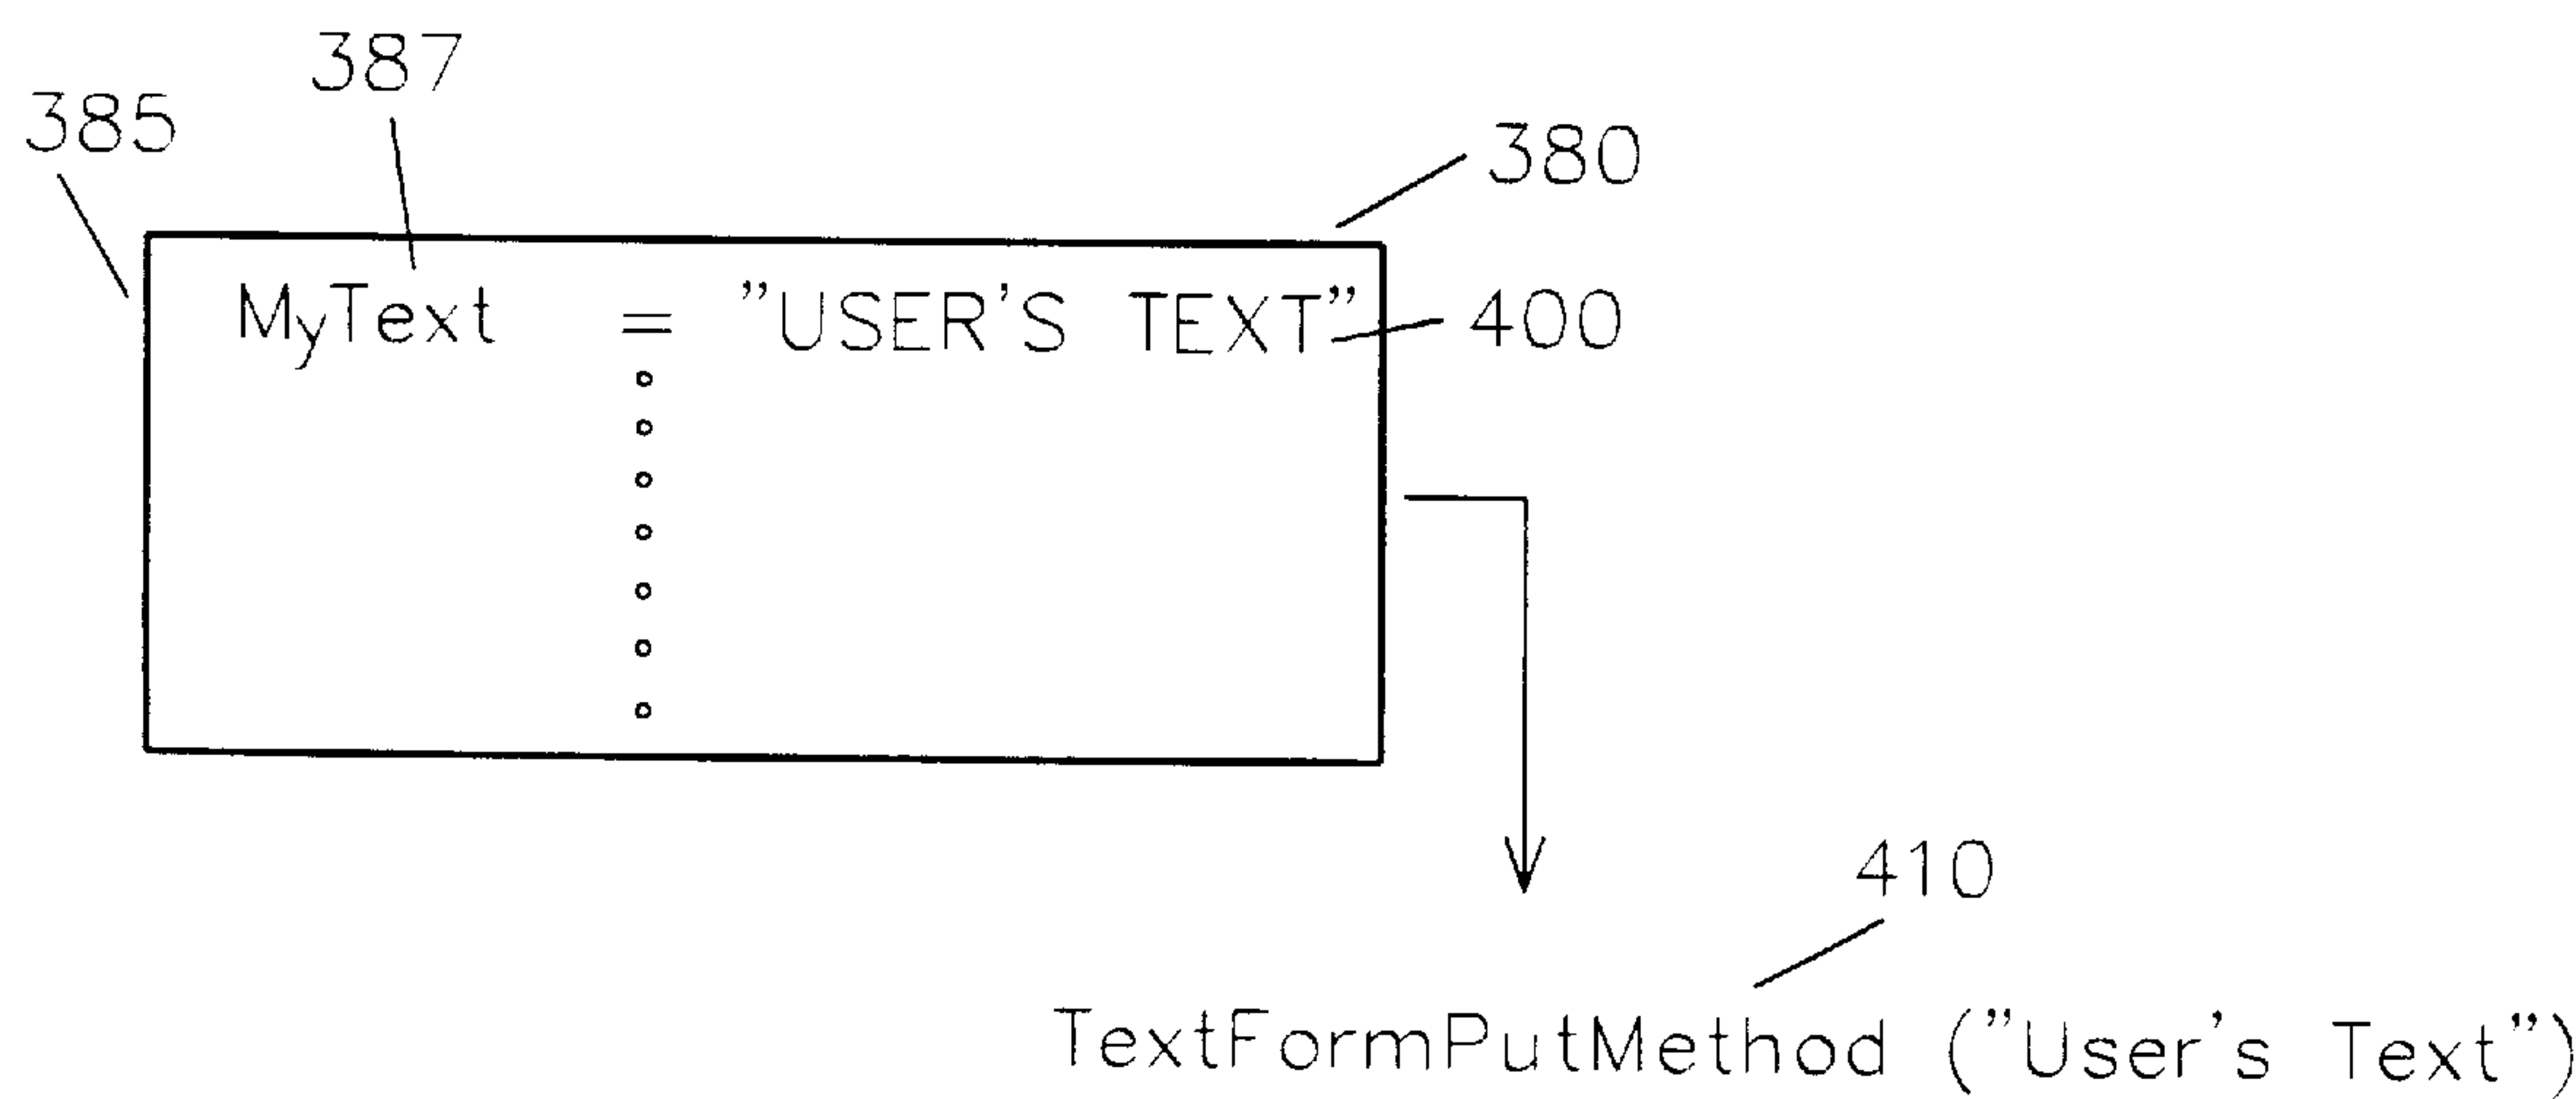 387
385
380
MyText = "USER'S TEXT" 400
410
TextFormPutMethod ("User's Text")